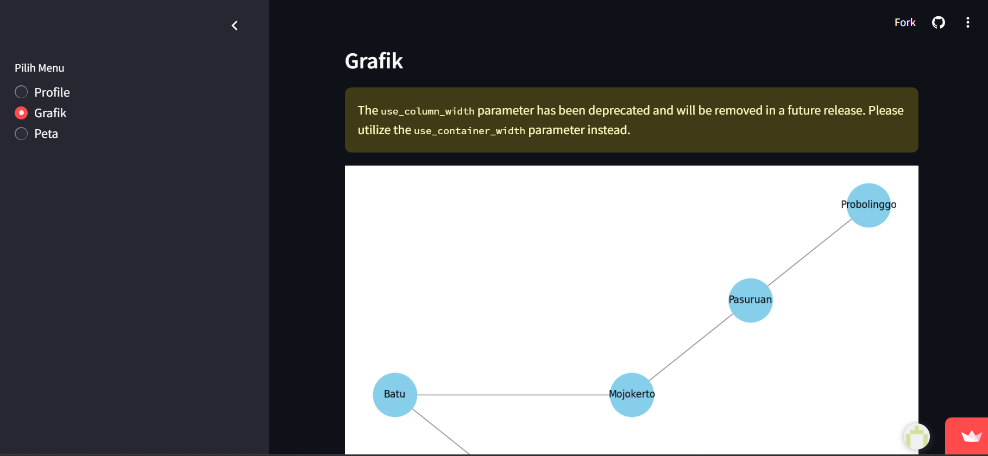 Fork
Pilih Menu
Profile
Grafik
Peta
Grafik
The use_column_width parameter has been deprecated and will be removed in a future release. Please
utilize the use_container_width parameter instead.
Probolinggo
Pasuruan
Batu
Mojokerto